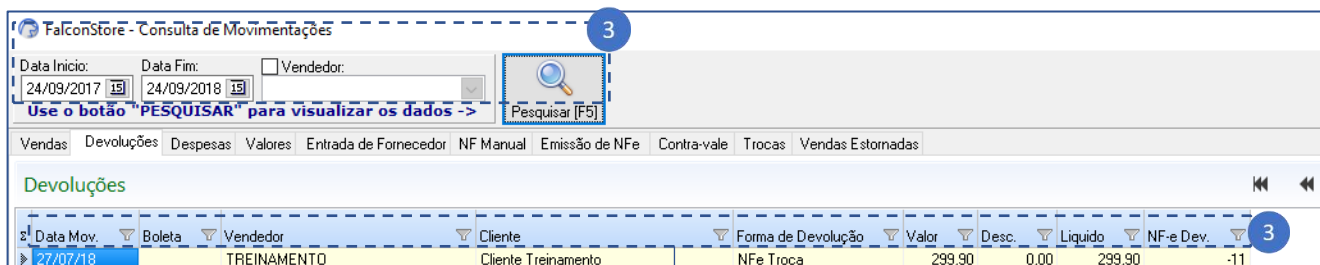 FalconStore - Consulta de Movimentações
3
Data Inicio: Data Fim: Vendedor:
24/09/2017 15 24/09/2018 15
Use o botão "PESQUISAR" para visualizar os dados ->
Pesquisar [F5]
Vendas Devoluções Despesas Valores Entrada de Fornecedor NF Manual Emissão de NFe Contra-vale Trocas Vendas Estornadas
Devoluções
Σ Data Mov. Boleta Vendedor Cliente Forma de Devolução Valor Desc. Liquido NF-e Dev. 3
27/07/18 TREINAMENTO Cliente Treinamento NFe Troca 299.90 0.00 299.90 -11